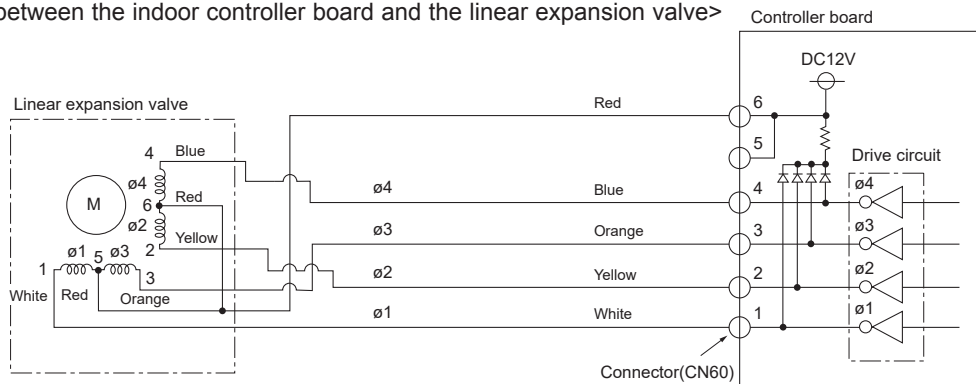 between the indoor controller board and the linear expansion valve>
Controller board
DC12V
Linear expansion valve
Red
6
5
Drive circuit
4
Blue
ø4
M
6
Red
ø2
Yellow
2
ø1
5
ø3
1
3
White
Red
Orange
ø4
Blue
4
ø4
ø3
Orange
3
ø3
ø2
Yellow
2
ø2
ø1
White
1
ø1
Connector(CN60)